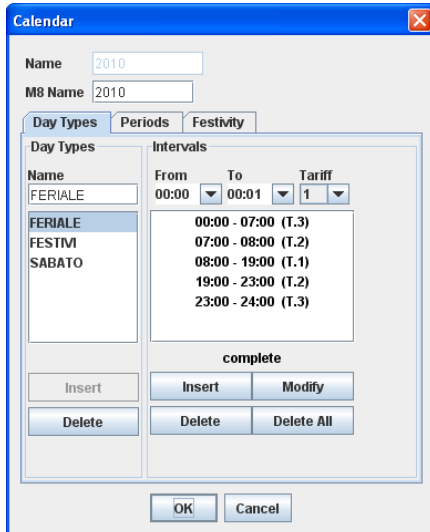 Calendar
Name 2010
M8 Name 2010
Day Types Periods Festivity
Day Types Intervals
Name From To Tariff
FERIALE 00:00 00:01 1
FERIALE 00:00 - 07:00 (T.3)
FESTIVI 07:00 - 08:00 (T.2)
SABATO 08:00 - 19:00 (T.1)
19:00 - 23:00 (T.2)
23:00 - 24:00 (T.3)
complete
Insert Insert Modify
Delete Delete Delete All
OK Cancel